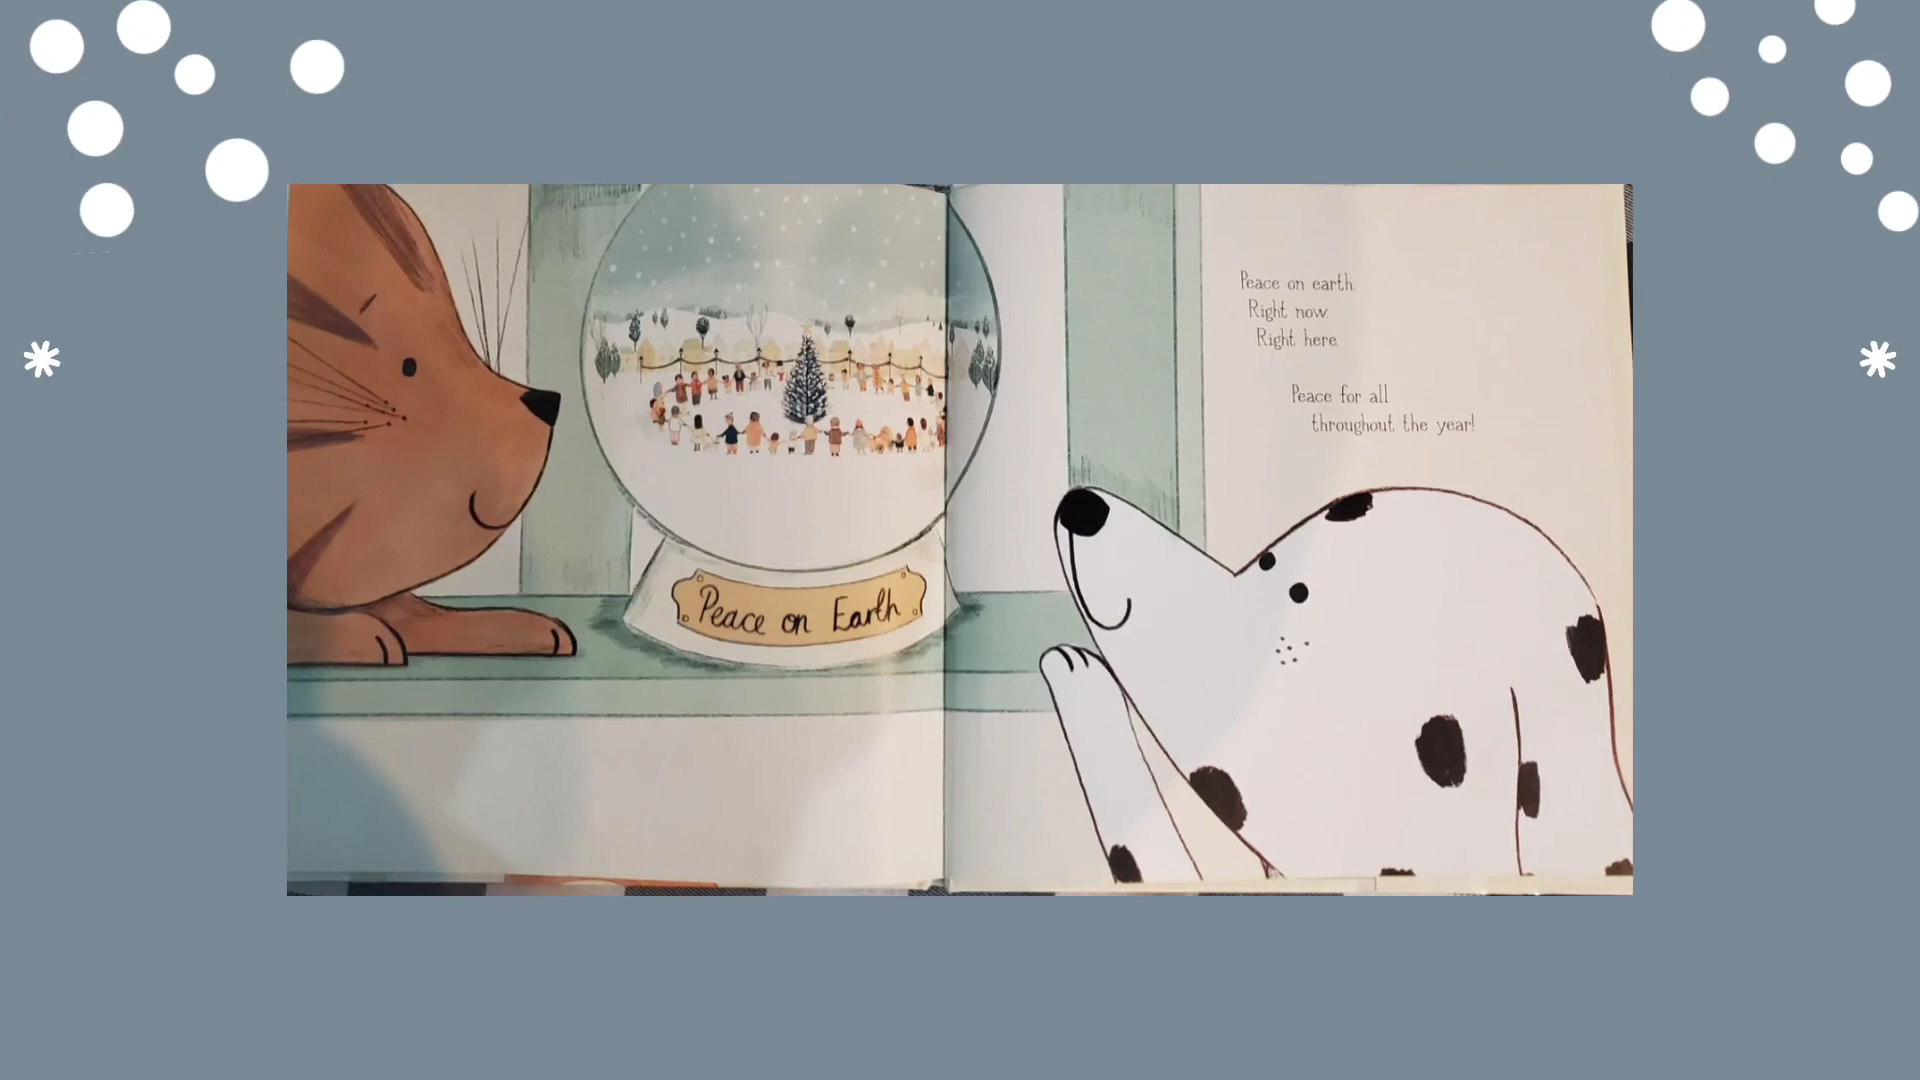 Peace on Earth
Peace on earth.
Right now.
Right here.
Peace for all
throughout the year!